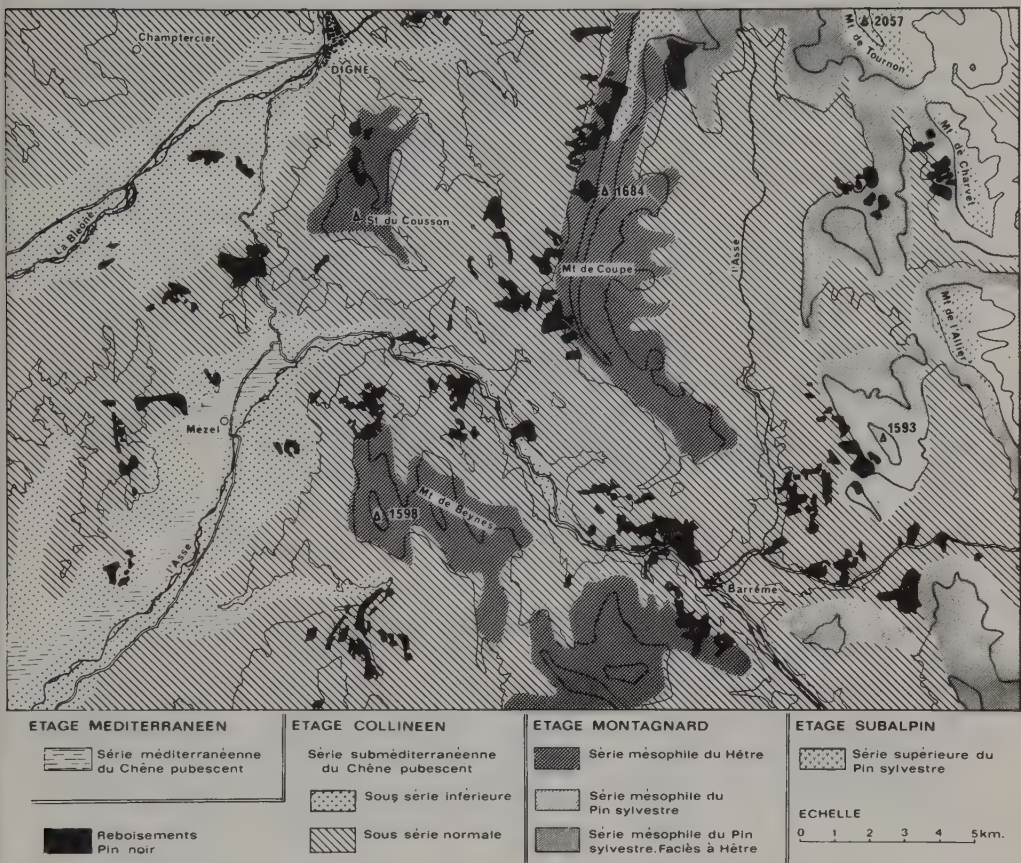 Champtercier
DIGNE
2057
Mt de Tournon
Mt de Charvet
La Bléone
St du Cousson
1684
Mt de Coupe
l'Asse
Mt de l'Allier
Mezel
1593
1598
Mt de Beynes
l'Asse
Barrême
ETAGE MEDITERRANEEN
Série méditerranéenne
du Chêne pubescent
Reboisements
Pin noir
ETAGE COLLINEEN
Série subméditerranéenne
du Chêne pubescent
Sous série inférieure
Sous série normale
ETAGE MONTAGNARD
Série mésophile du Hêtre
Série mésophile du
Pin sylvestre
Série mésophile du Pin
sylvestre. Faciès à Hêtre
ETAGE SUBALPIN
Série supérieure du
Pin sylvestre
ECHELLE
0 1 2 3 4 5 km.